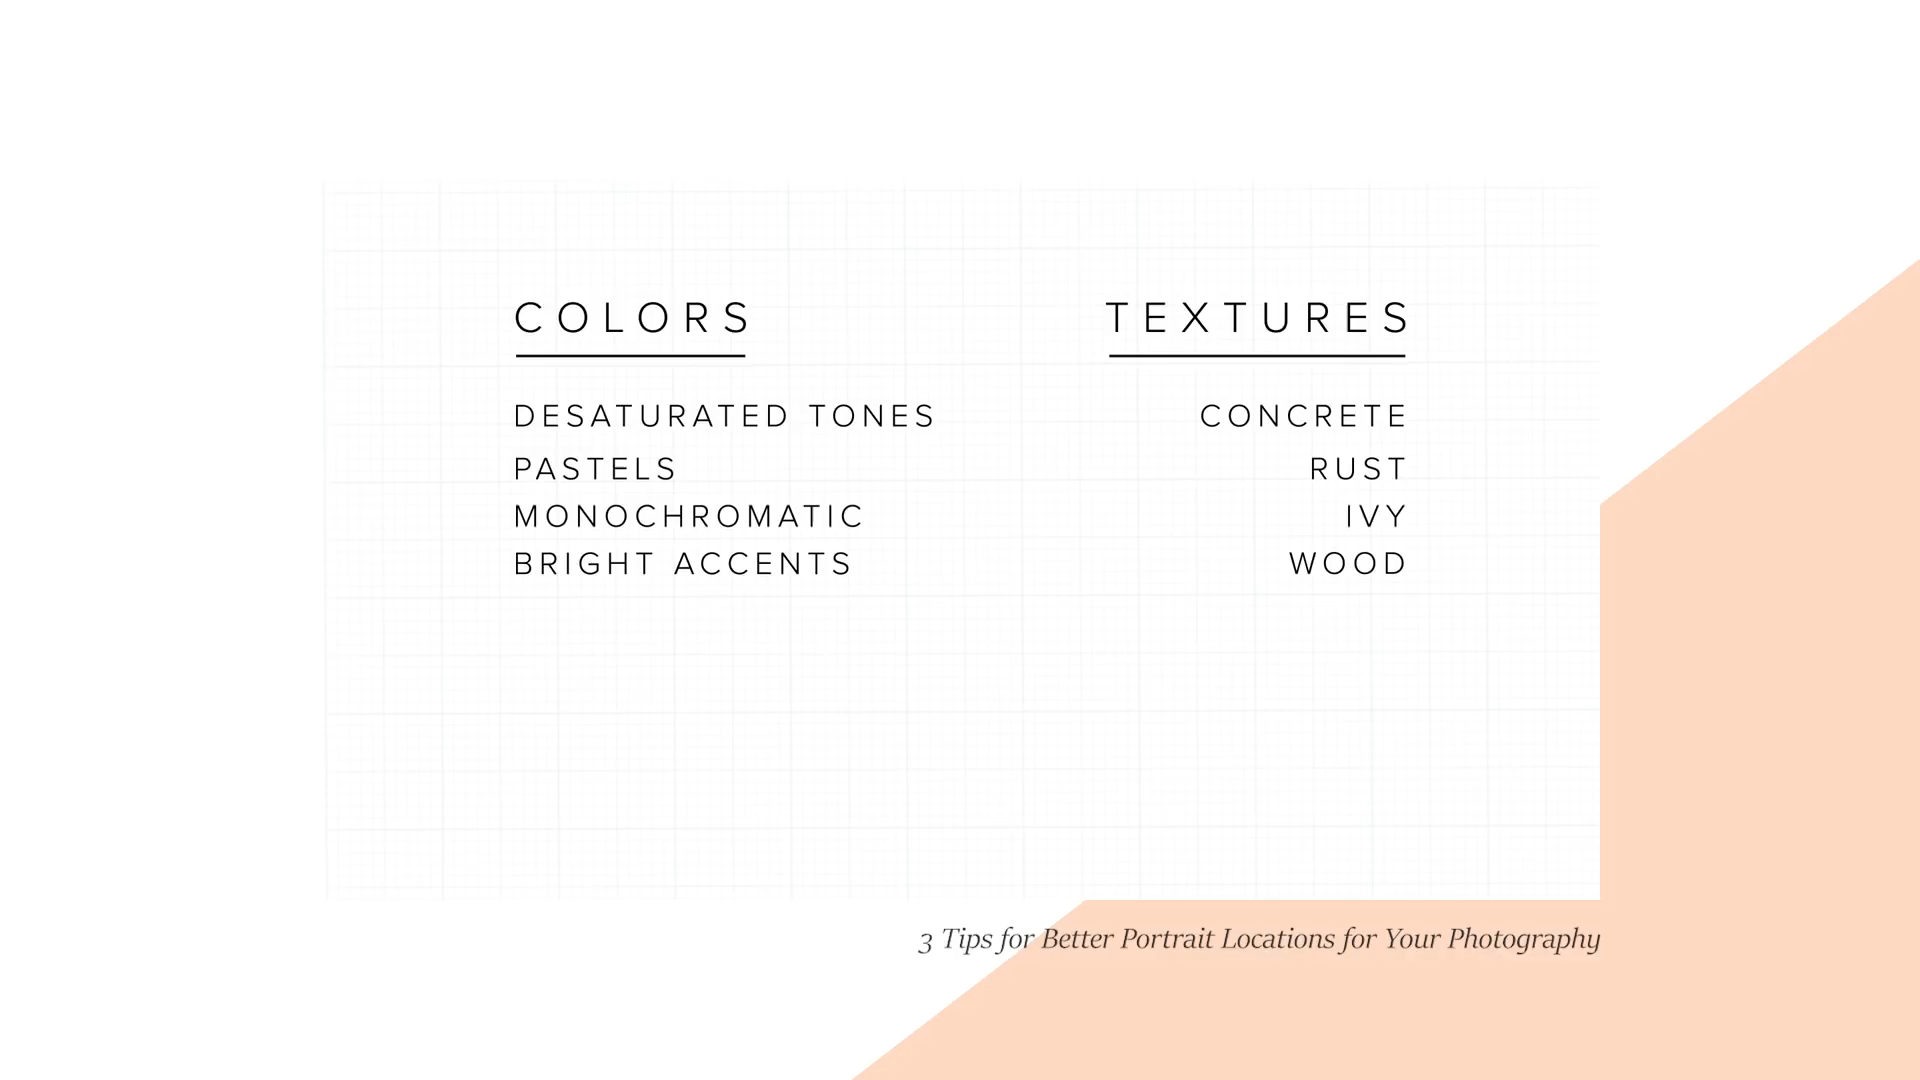 COLORS
DESATURATED TONES
PASTELS
MONOCHROMATIC
BRIGHT ACCENTS
TEXTURES
CONCRETE
RUST
IVY
WOOD
3 Tips for Better Portrait Locations for Your Photography